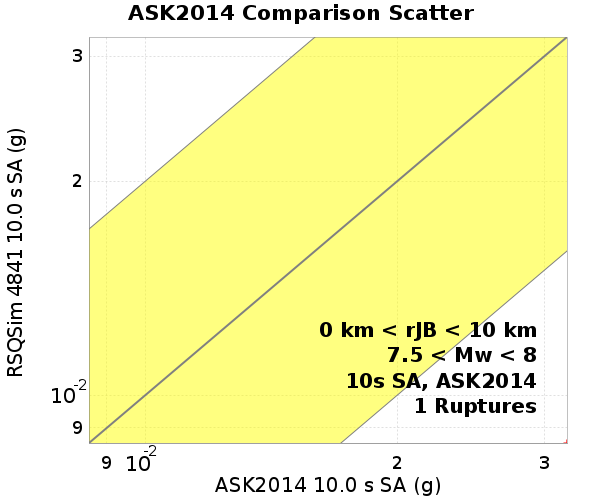 ASK2014 Comparison Scatter
RSQSim 4841 10.0 s SA (g)
3
2
10-2
9
0 km < rJB < 10 km
7.5 < Mw < 8
10s SA, ASK2014
1 Ruptures
9 10-2 2 3
ASK2014 10.0 s SA (g)